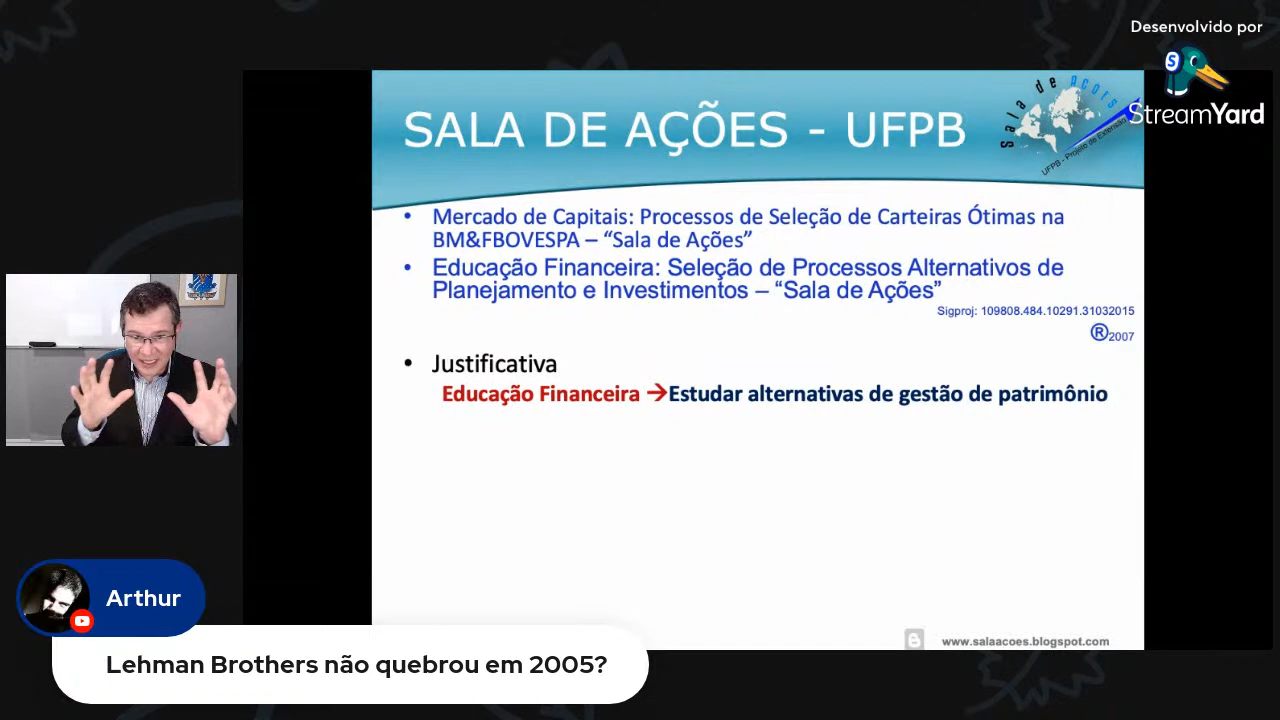 Desenvolvido por
StreamYard
SALA DE AÇÕES - UFPB
Sala de Ações
UFPB - Projeto de Extensão
• Mercado de Capitais: Processos de Seleção de Carteiras Ótimas na
BM&FBOVESPA – “Sala de Ações”
• Educação Financeira: Seleção de Processos Alternativos de
Planejamento e Investimentos – “Sala de Ações”
Sigproj: 109808.484.10291.31032015
®2007
• Justificativa
Educação Financeira →Estudar alternativas de gestão de patrimônio
www.salaacoes.blogspot.com
Arthur
Lehman Brothers não quebrou em 2005?